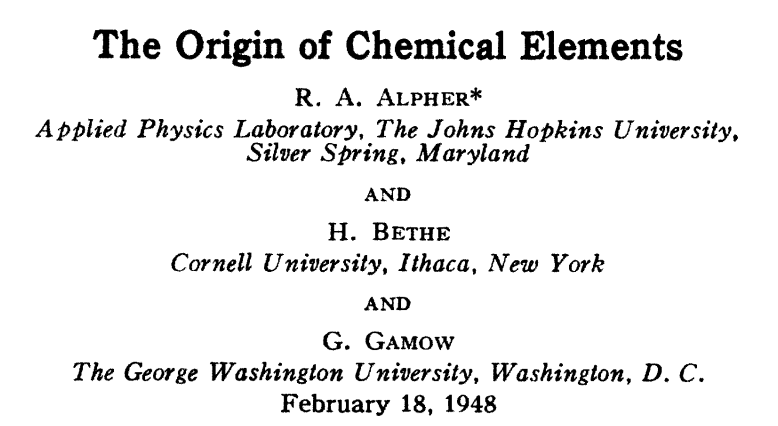 The Origin of Chemical Elements
R. A. ALPHER*
Applied Physics Laboratory, The Johns Hopkins University,
Silver Spring, Maryland
AND
H. BETHE
Cornell University, Ithaca, New York
AND
G. GAMOW
The George Washington University, Washington, D. C.
February 18, 1948